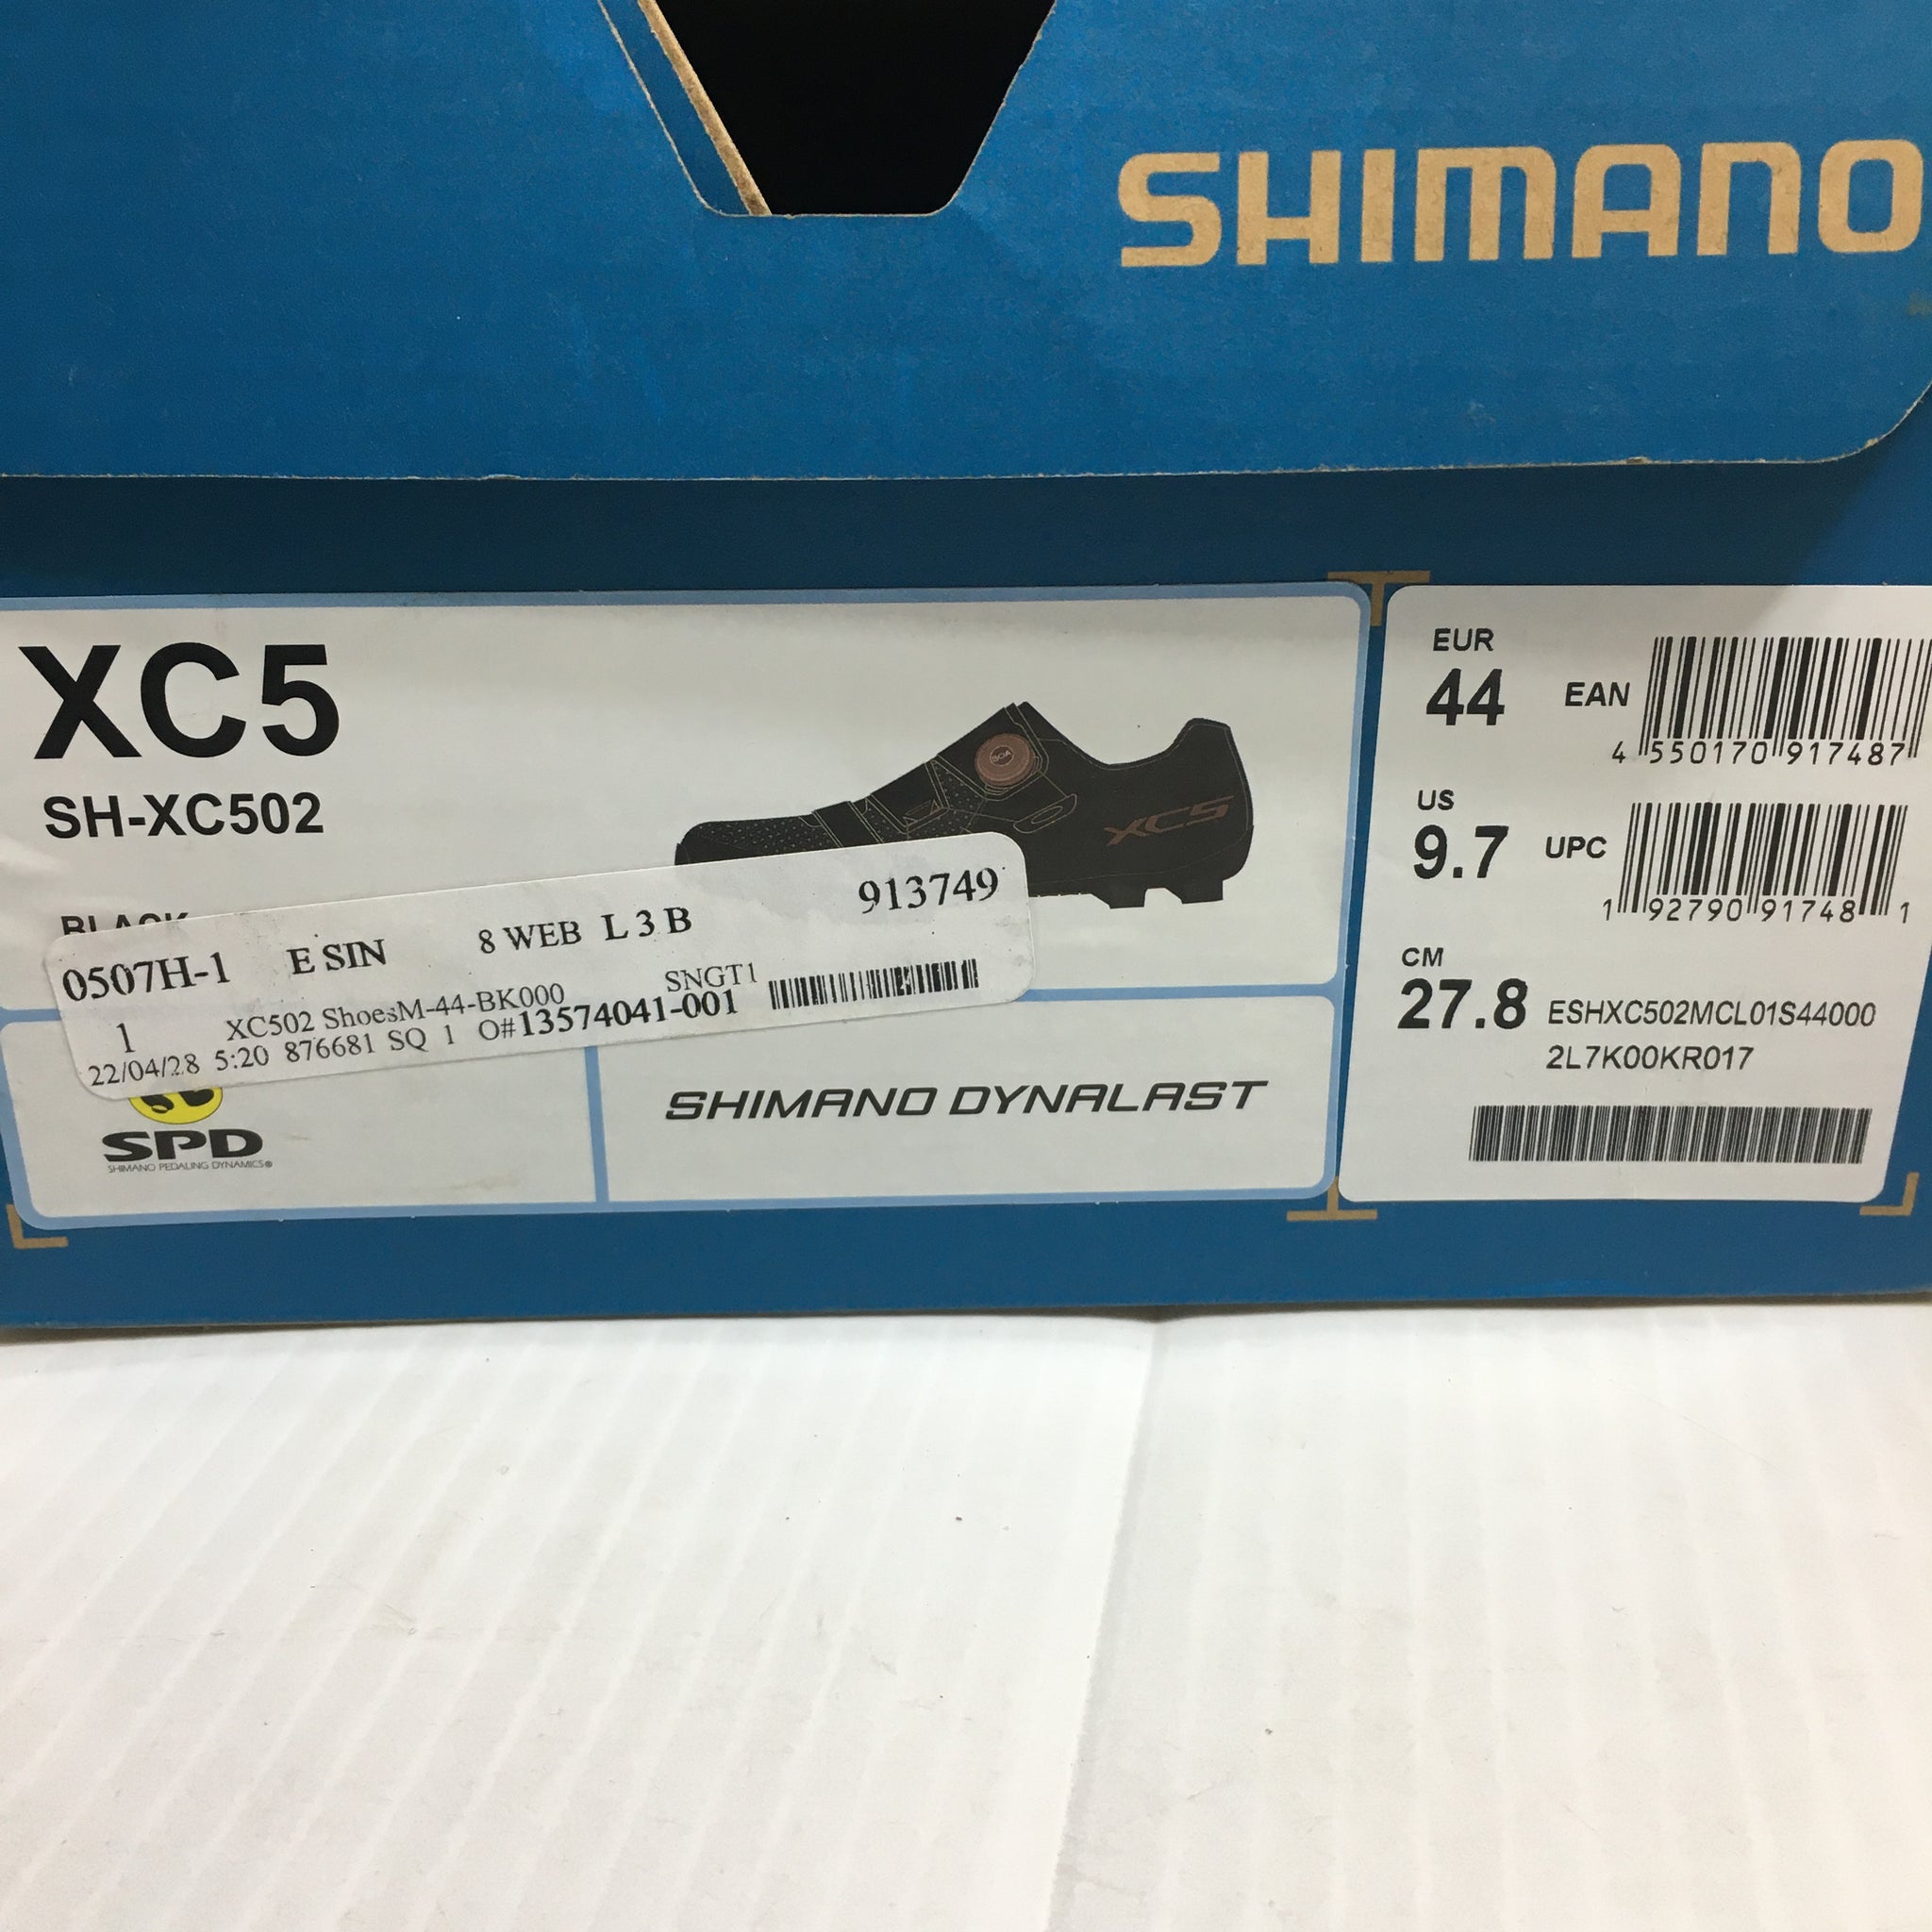 SHIMANO
XC5
SH-XC502
BLACK
BOA
XC5
0507H-1 E SIN 8 WEB L 3 B 913749
1 XC502 ShoesM-44-BK000 SNGT1
22/04/28 5:20 876681 SQ 1 O#13574041-001
SPD
SHIMANO PEDALING DYNAMICS®
SHIMANO DYNALAST
EUR
44
EAN
4 550170 917487
US
9.7
UPC
1 92790 91748 1
CM
27.8
ESHXC502MCL01S44000
2L7K00KR017